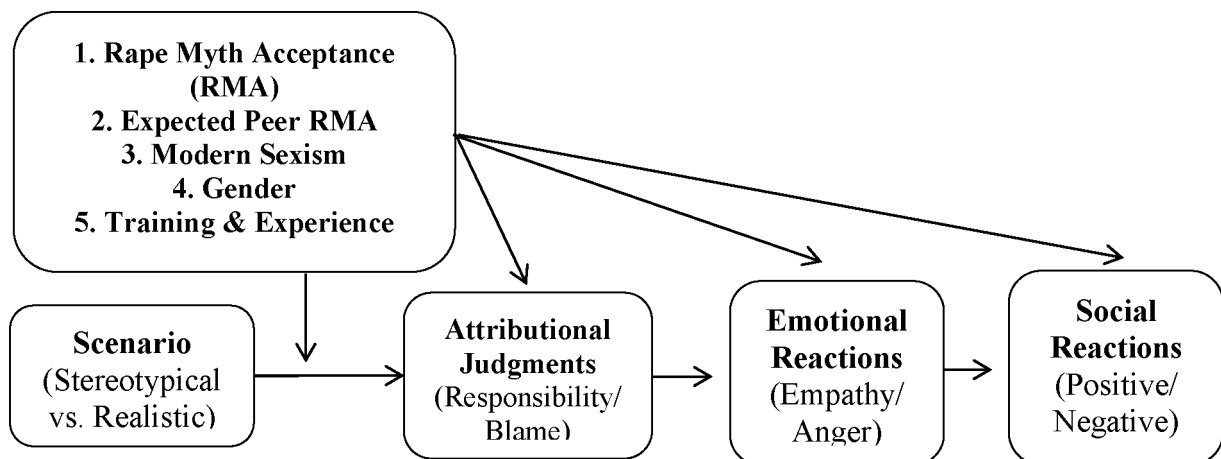 1. Rape Myth Acceptance
(RMA)
2. Expected Peer RMA
3. Modern Sexism
4. Gender
5. Training & Experience
Scenario
(Stereotypical
vs. Realistic)
Attributional
Judgments
(Responsibility/
Blame)
Emotional
Reactions
(Empathy/
Anger)
Social
Reactions
(Positive/
Negative)